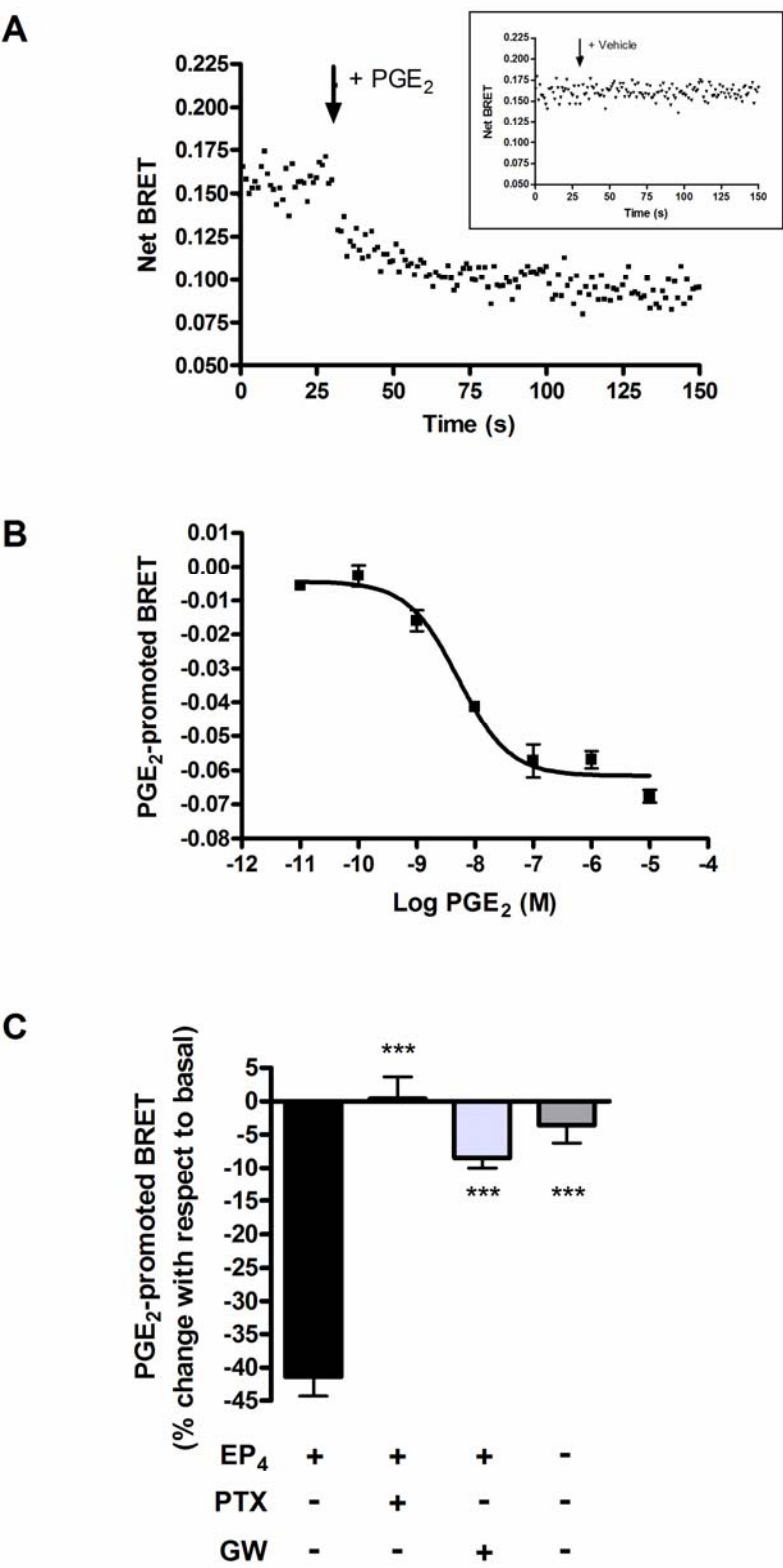 A
Net BRET
0.225
0.200
0.175
0.150
0.125
0.100
0.075
0.050
+ PGE2
0 25 50 75 100 125 150
Time (s)
Net BRET
0.225
0.200
0.175
0.150
0.125
0.100
0.075
0.050
+ Vehicle
0 25 50 75 100 125 150
Time (s)
B
PGE2-promoted BRET
0.01
0.00
-0.01
-0.02
-0.03
-0.04
-0.05
-0.06
-0.07
-0.08
-12 -11 -10 -9 -8 -7 -6 -5 -4
Log PGE2 (M)
C
PGE2-promoted BRET
(% change with respect to basal)
5
0
-5
-10
-15
-20
-25
-30
-35
-40
-45
***
*** ***
EP4 + + + -
PTX - + - -
GW - - + -